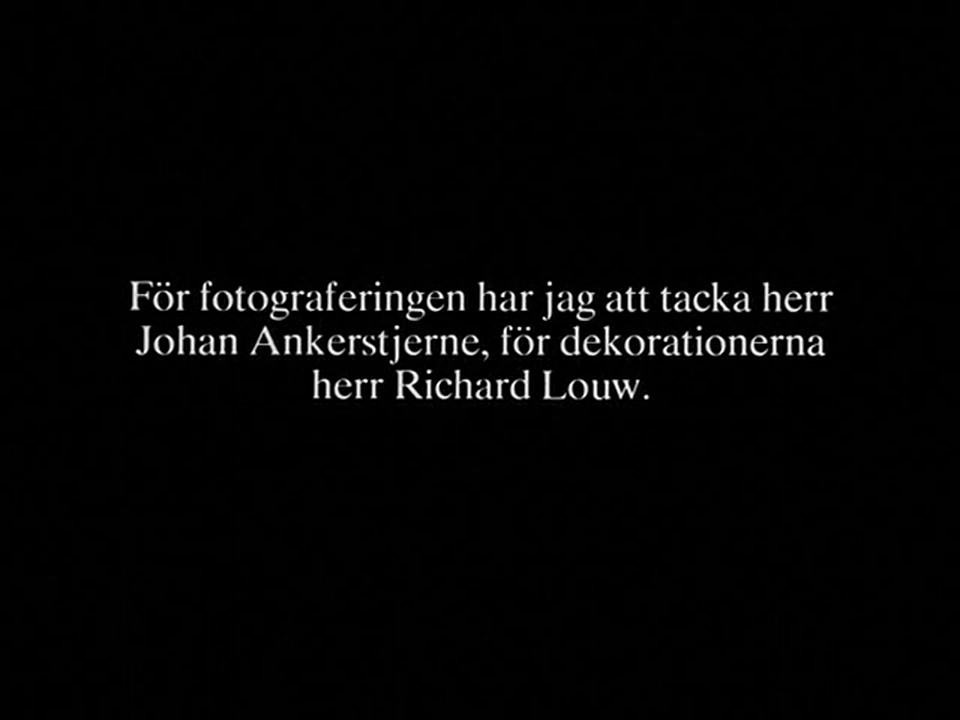 För fotograferingen har jag att tacka herr
Johan Ankerstjerne, för dekorationerna
herr Richard Louw.